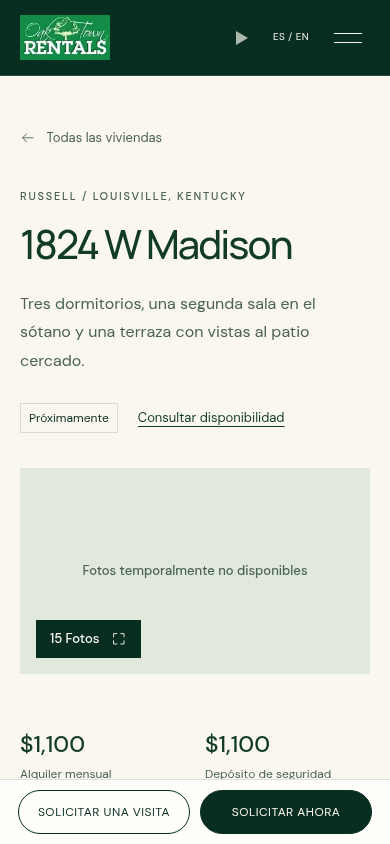 Oak Town
RENTALS
ES / EN
← Todas las viviendas
RUSSELL / LOUISVILLE, KENTUCKY
1824 W Madison
Tres dormitorios, una segunda sala en el
sótano y una terraza con vistas al patio
cercado.
Próximamente
Consultar disponibilidad
Fotos temporalmente no disponibles
15 Fotos
$1,100
$1,100
Alquiler mensual
Depósito de seguridad
SOLICITAR UNA VISITA
SOLICITAR AHORA